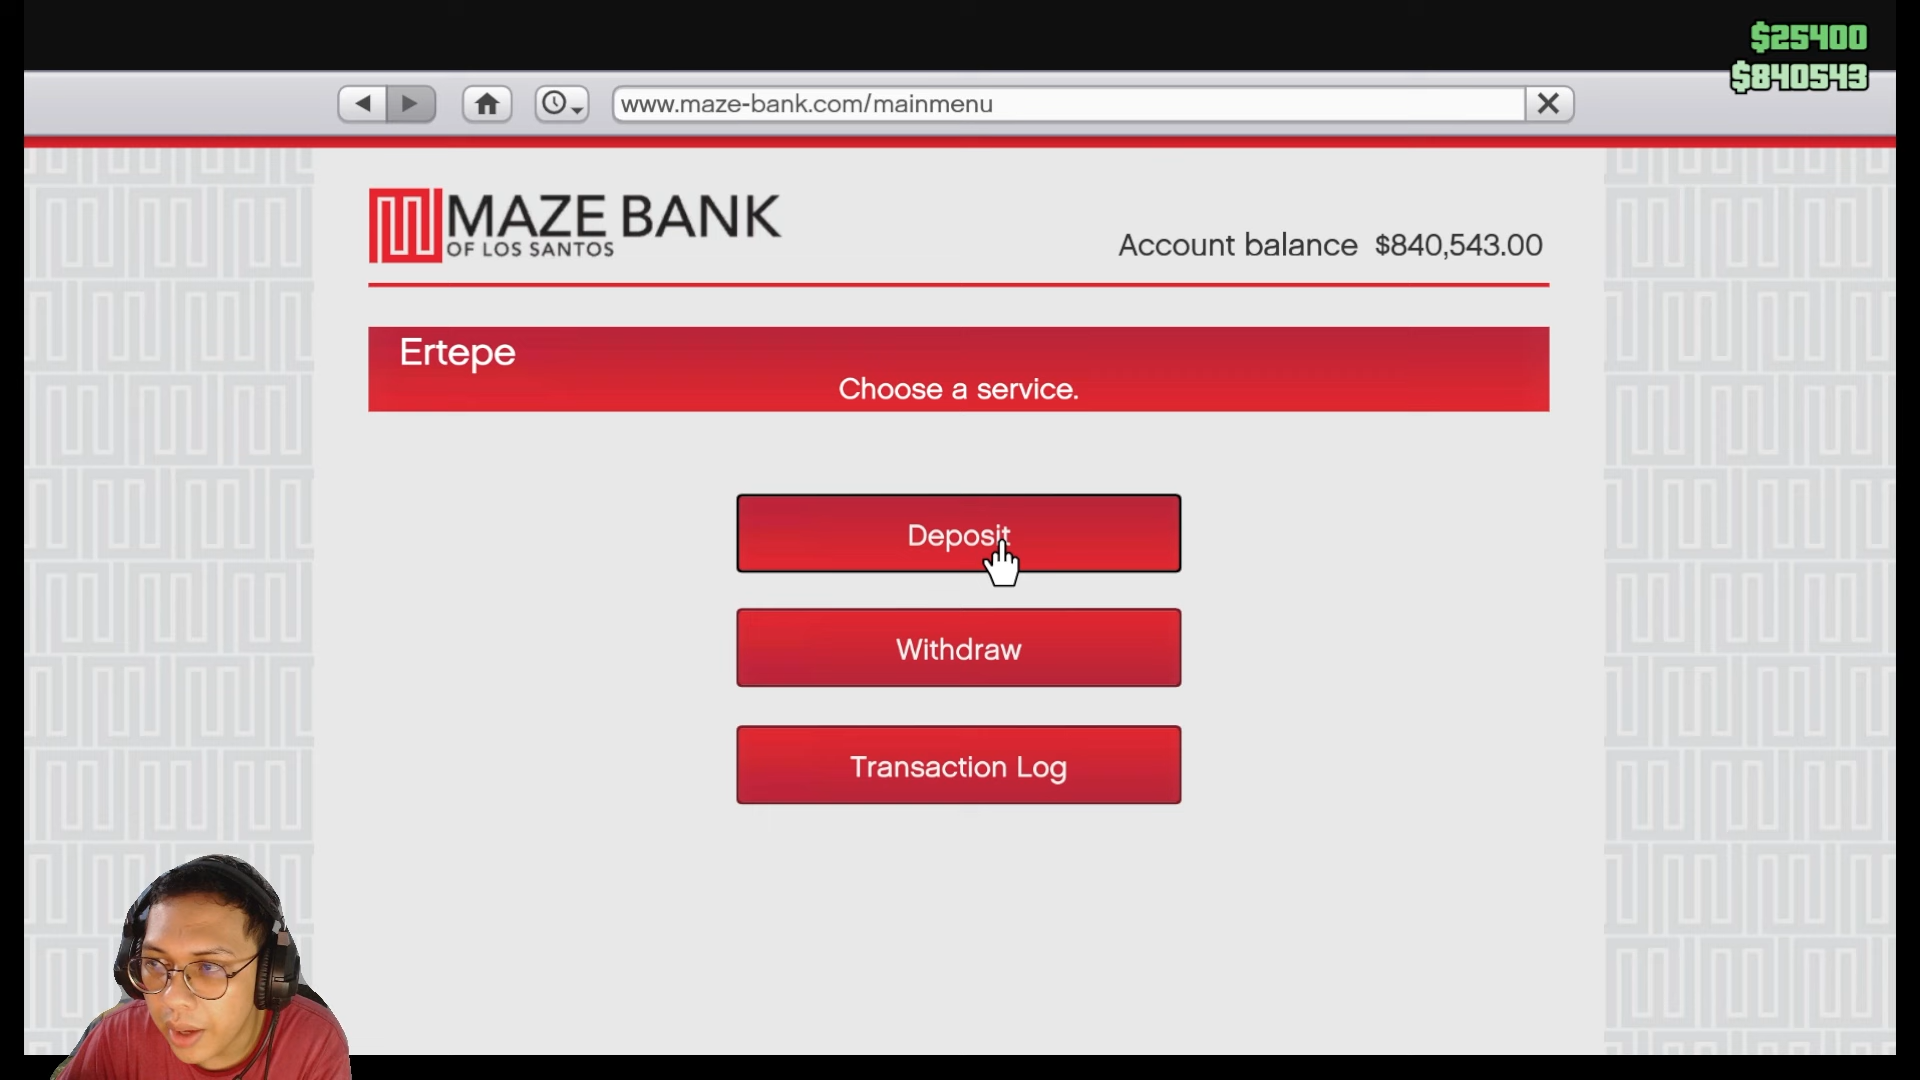 $25400
$840543
www.maze-bank.com/mainmenu
MAZE BANK
OF LOS SANTOS
Account balance $840,543.00
Ertepe
Choose a service.
Deposit
Withdraw
Transaction Log